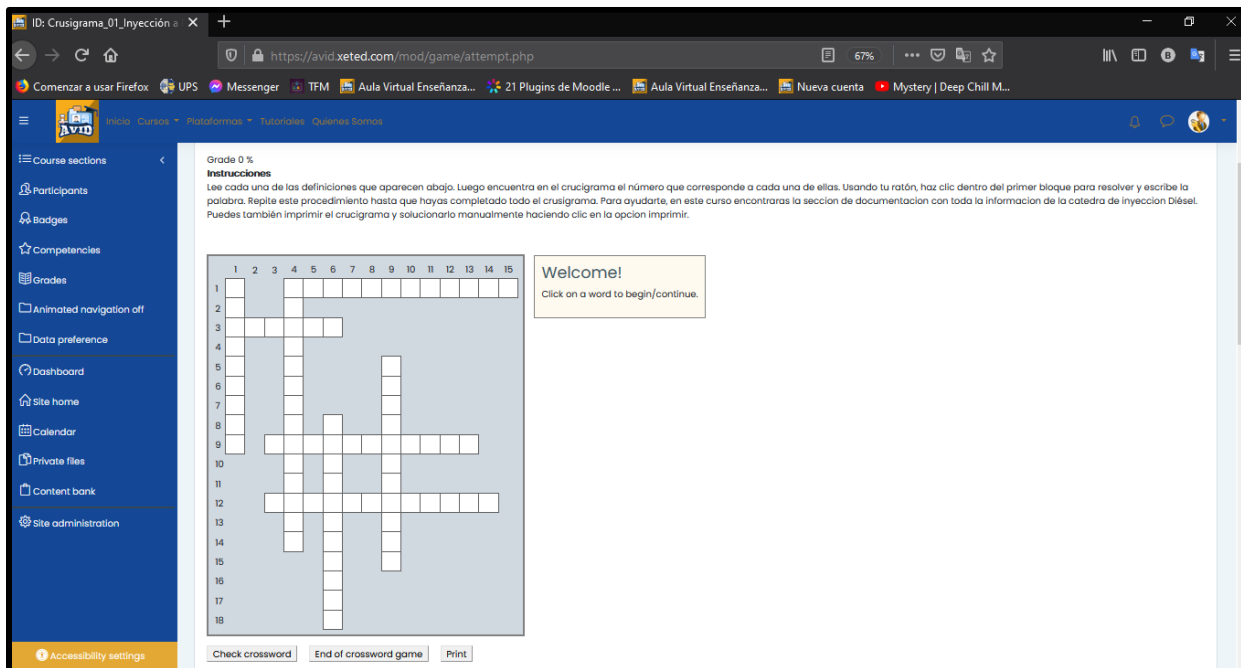 ID: Crusigrama_01_Inyección a
https://avid.xeted.com/mod/game/attempt.php
67%
Comenzar a usar Firefox UPS Messenger TFM Aula Virtual Enseñanza... 21 Plugins de Moodle ... Aula Virtual Enseñanza... Nueva cuenta Mystery | Deep Chill M...
AVID Inicio Cursos Plataformas Tutoriales Quienes Somos
Course sections
Participants
Badges
Competencies
Grades
Animated navigation off
Data preference
Dashboard
Site home
Calendar
Private files
Content bank
Site administration
Accessibility settings
Grade 0 %
Instrucciones
Lee cada una de las definiciones que aparecen abajo. Luego encuentra en el crucigrama el número que corresponde a cada una de ellas. Usando tu ratón, haz clic dentro del primer bloque para resolver y escribe la
palabra. Repite este procedimiento hasta que hayas completado todo el crusigrama. Para ayudarte, en este curso encontraras la seccion de documentacion con toda la informacion de la catedra de inyeccion Diésel.
Puedes también imprimir el crucigrama y solucionarlo manualmente haciendo clic en la opcion imprimir.
1 2 3 4 5 6 7 8 9 10 11 12 13 14 15
1
2
3
4
5
6
7
8
9
10
11
12
13
14
15
16
17
18
Welcome!
Click on a word to begin/continue.
Check crossword End of crossword game Print